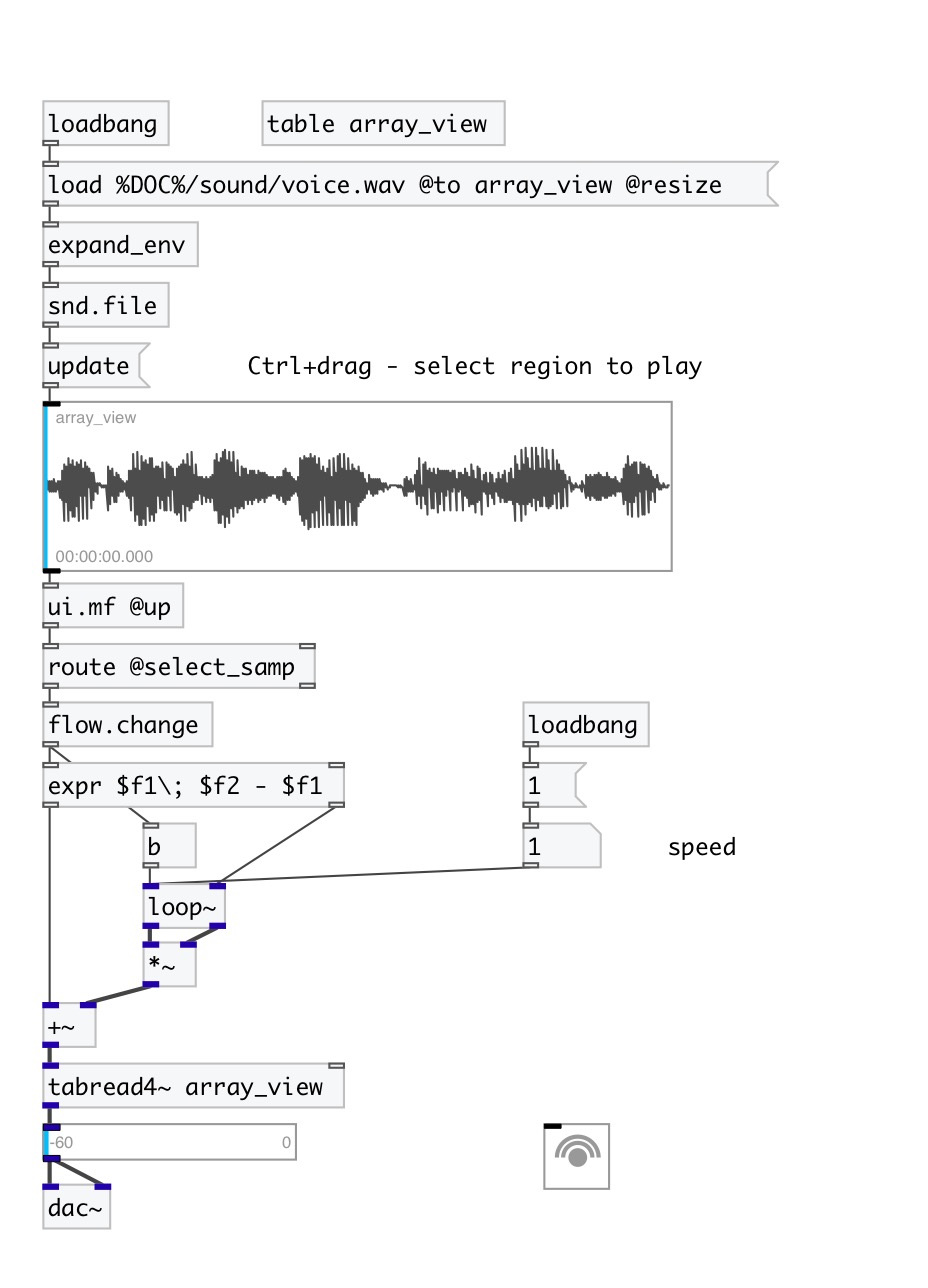 loadbang
table array_view
load %DOC%/sound/voice.wav @to array_view @resize
expand_env
snd.file
update
Ctrl+drag - select region to play
array_view
00:00:00.000
ui.mf @up
route @select_samp
flow.change
loadbang
expr $f1\; $f2 - $f1
1
b
1
speed
loop~
*~
+~
tabread4~ array_view
-60
0
dac~